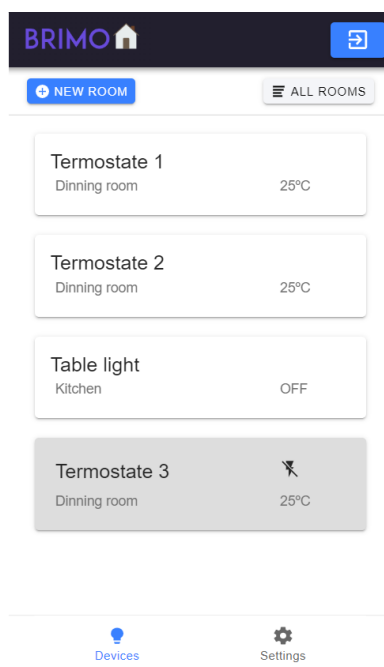 BRIMO
NEW ROOM
ALL ROOMS
Termostate 1
Dinning room 25ºC
Termostate 2
Dinning room 25ºC
Table light
Kitchen OFF
Termostate 3
Dinning room 25ºC
Devices Settings